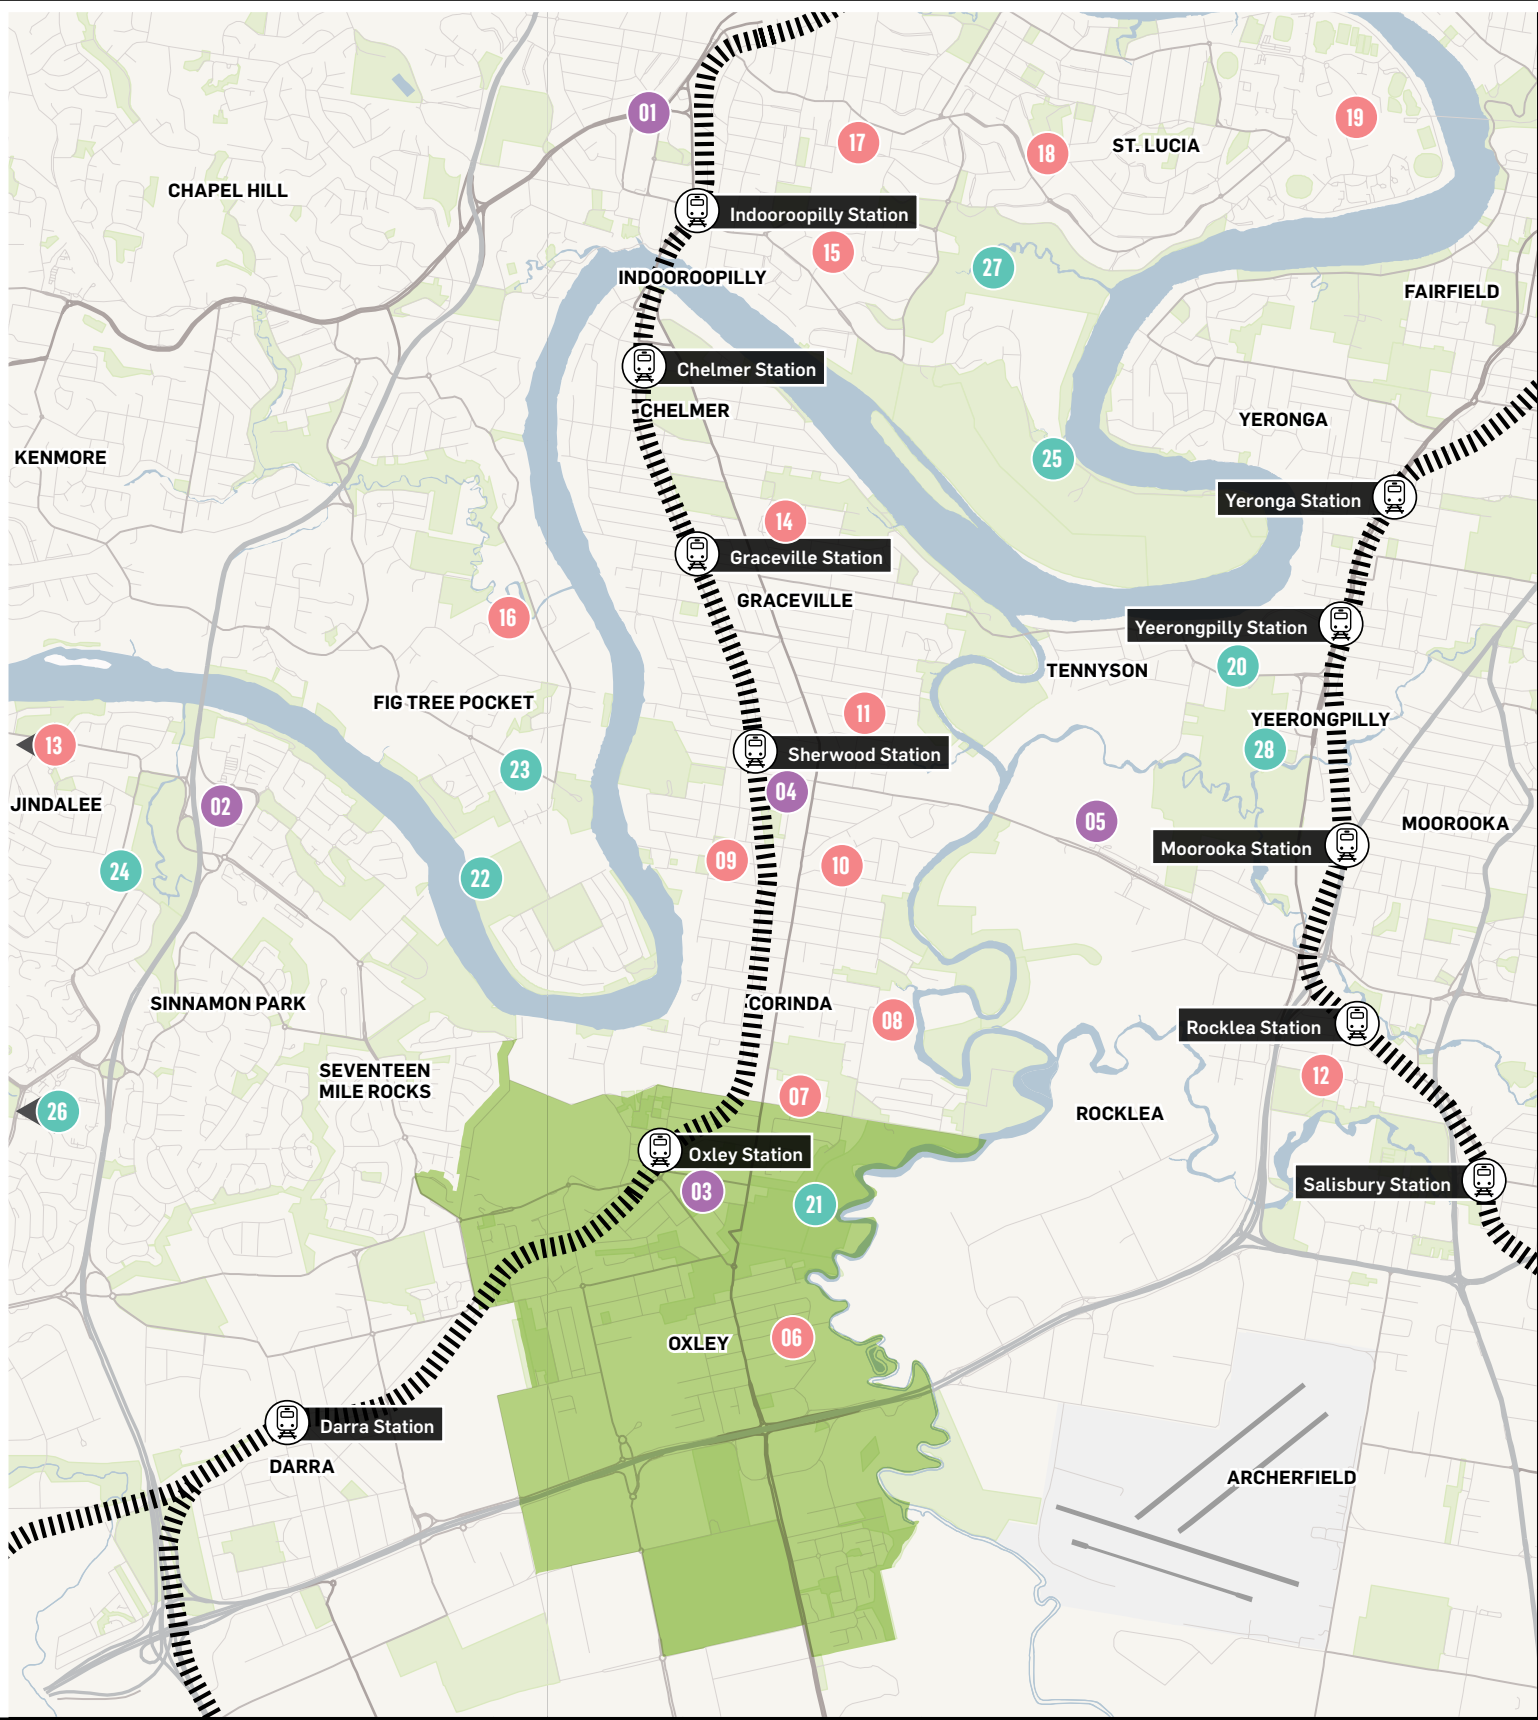 01
19
17
ST. LUCIA
18
CHAPEL HILL
Indooroopilly Station
15
27
INDOOROOPILLY
FAIRFIELD
Chelmer Station
CHELMER
YERONGA
KENMORE
25
Yeronga Station
14
Graceville Station
GRACEVILLE
16
Yeerongpilly Station
20
TENNYSON
FIG TREE POCKET
11
YEERONGPILLY
13
Sherwood Station
28
23
04
JINDALEE
02
05
MOOROOKA
Moorooka Station
09
10
24
22
SINNAMON PARK
CORINDA
08
Rocklea Station
SEVENTEEN
MILE ROCKS
12
07
26
ROCKLEA
Oxley Station
Salisbury Station
03
21
OXLEY
06
Darra Station
DARRA
ARCHERFIELD